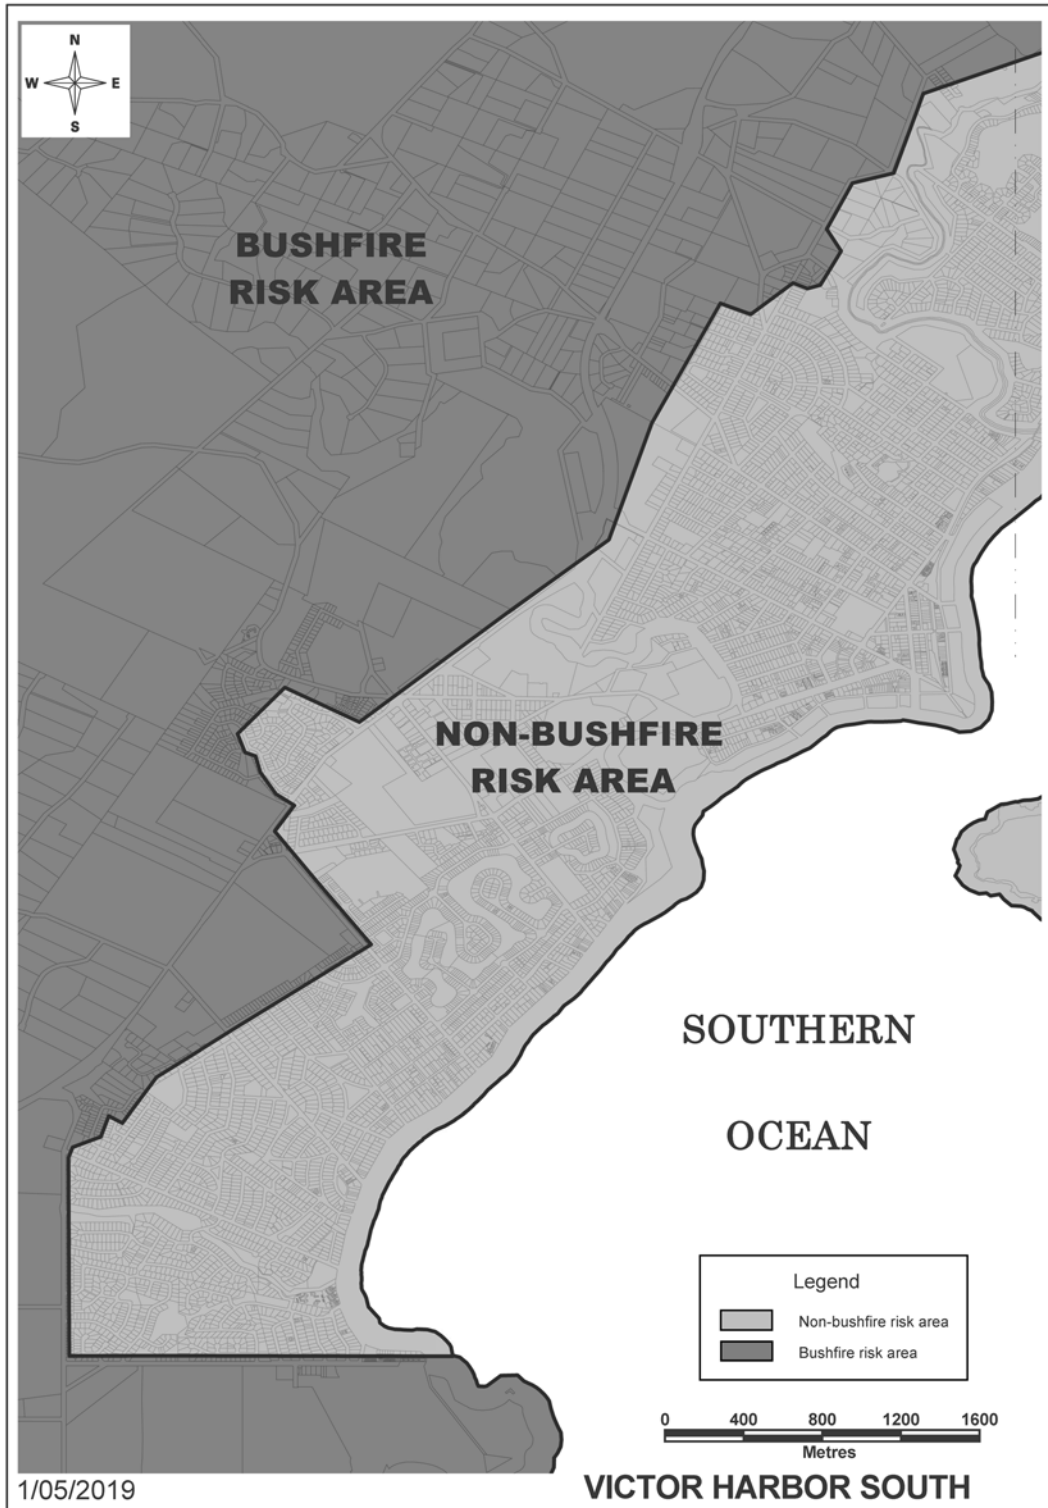 N
W E
S
BUSHFIRE
RISK AREA
NON-BUSHFIRE
RISK AREA
SOUTHERN
OCEAN
Legend
Non-bushfire risk area
Bushfire risk area
0 400 800 1200 1600
Metres
1/05/2019
VICTOR HARBOR SOUTH